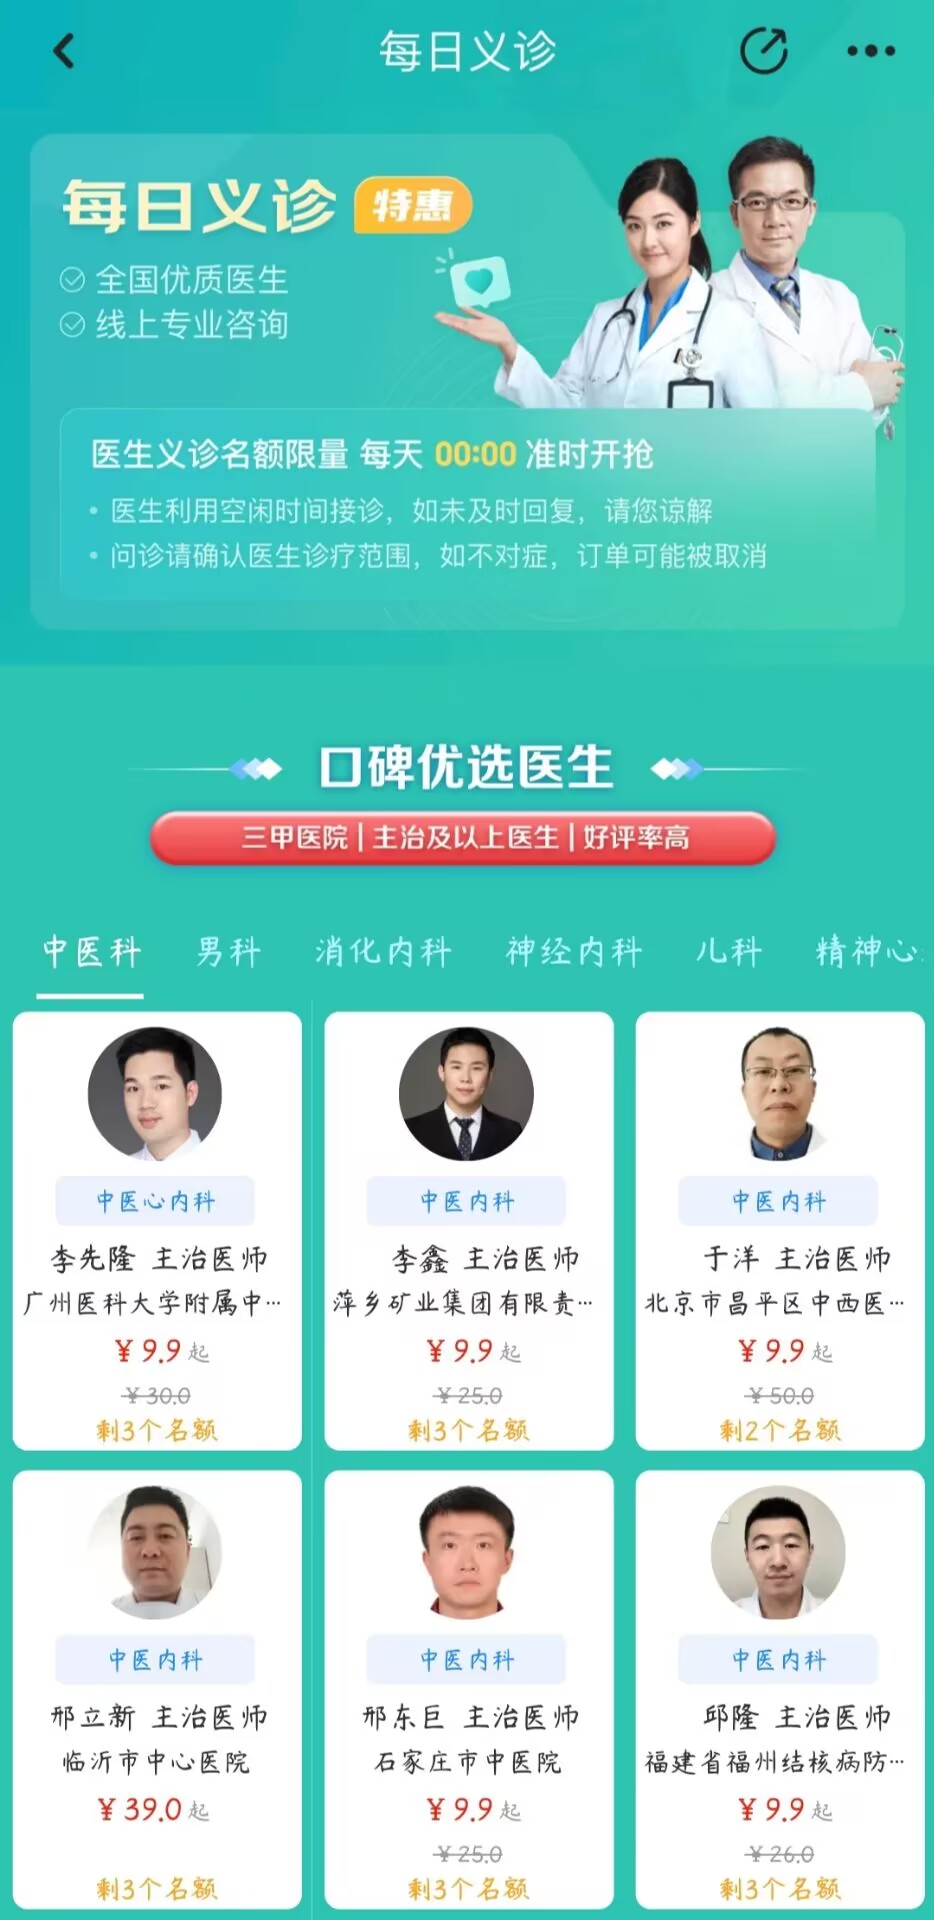 每日义诊
每日义诊 特惠
全国优质医生
线上专业咨询
医生义诊名额限量 每天 00:00 准时开抢
• 医生利用空闲时间接诊，如未及时回复，请您谅解
• 问诊请确认医生诊疗范围，如不对症，订单可能被取消
口碑优选医生
三甲医院|主治及以上医生|好评率高
中医科 男科 消化内科 神经内科 儿科 精神心
中医心内科
李先隆 主治医师
广州医科大学附属中…
￥9.9起
￥30.0
剩3个名额
中医内科
李鑫 主治医师
萍乡矿业集团有限责…
￥9.9起
￥25.0
剩3个名额
中医内科
于洋 主治医师
北京市昌平区中西医…
￥9.9起
￥50.0
剩2个名额
中医内科
邢立新 主治医师
临沂市中心医院
￥39.0起
剩3个名额
中医内科
邢东巨 主治医师
石家庄市中医院
￥9.9起
￥25.0
剩3个名额
中医内科
邱隆 主治医师
福建省福州结核病防…
￥9.9起
￥26.0
剩3个名额